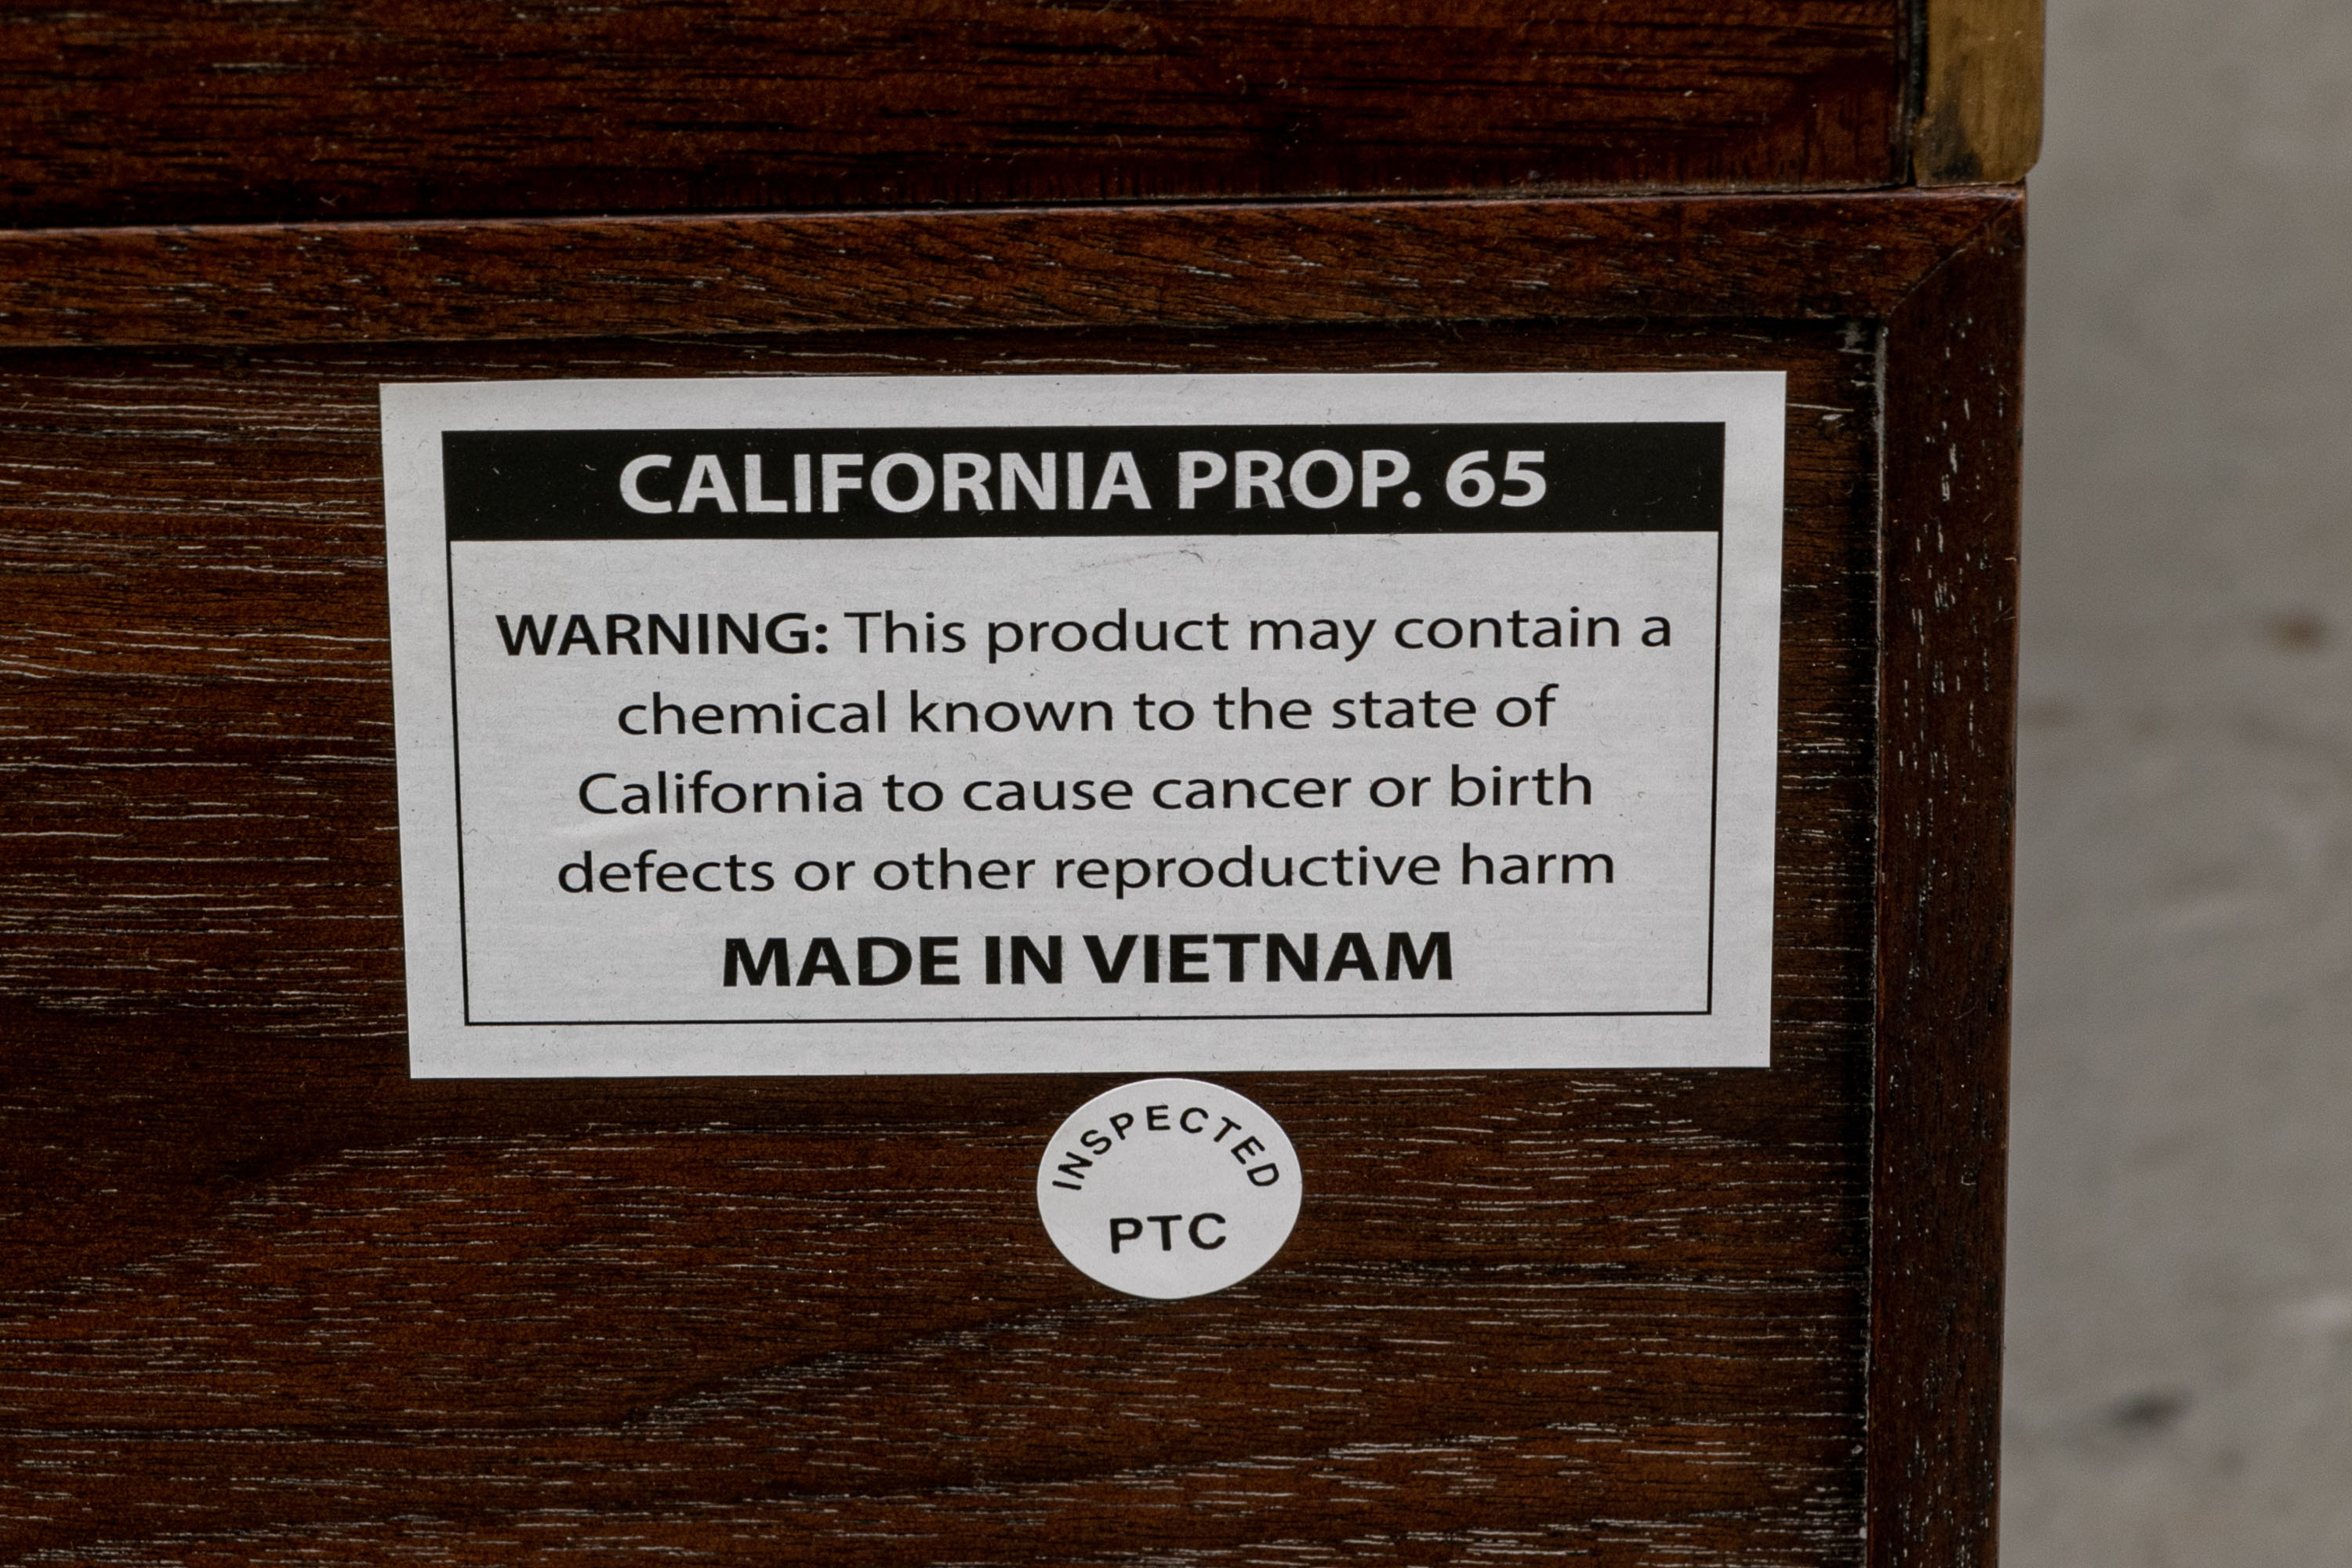 CALIFORNIA PROP. 65
WARNING: This product may contain a
chemical known to the state of
California to cause cancer or birth
defects or other reproductive harm
MADE IN VIETNAM
INSPECTED
PTC